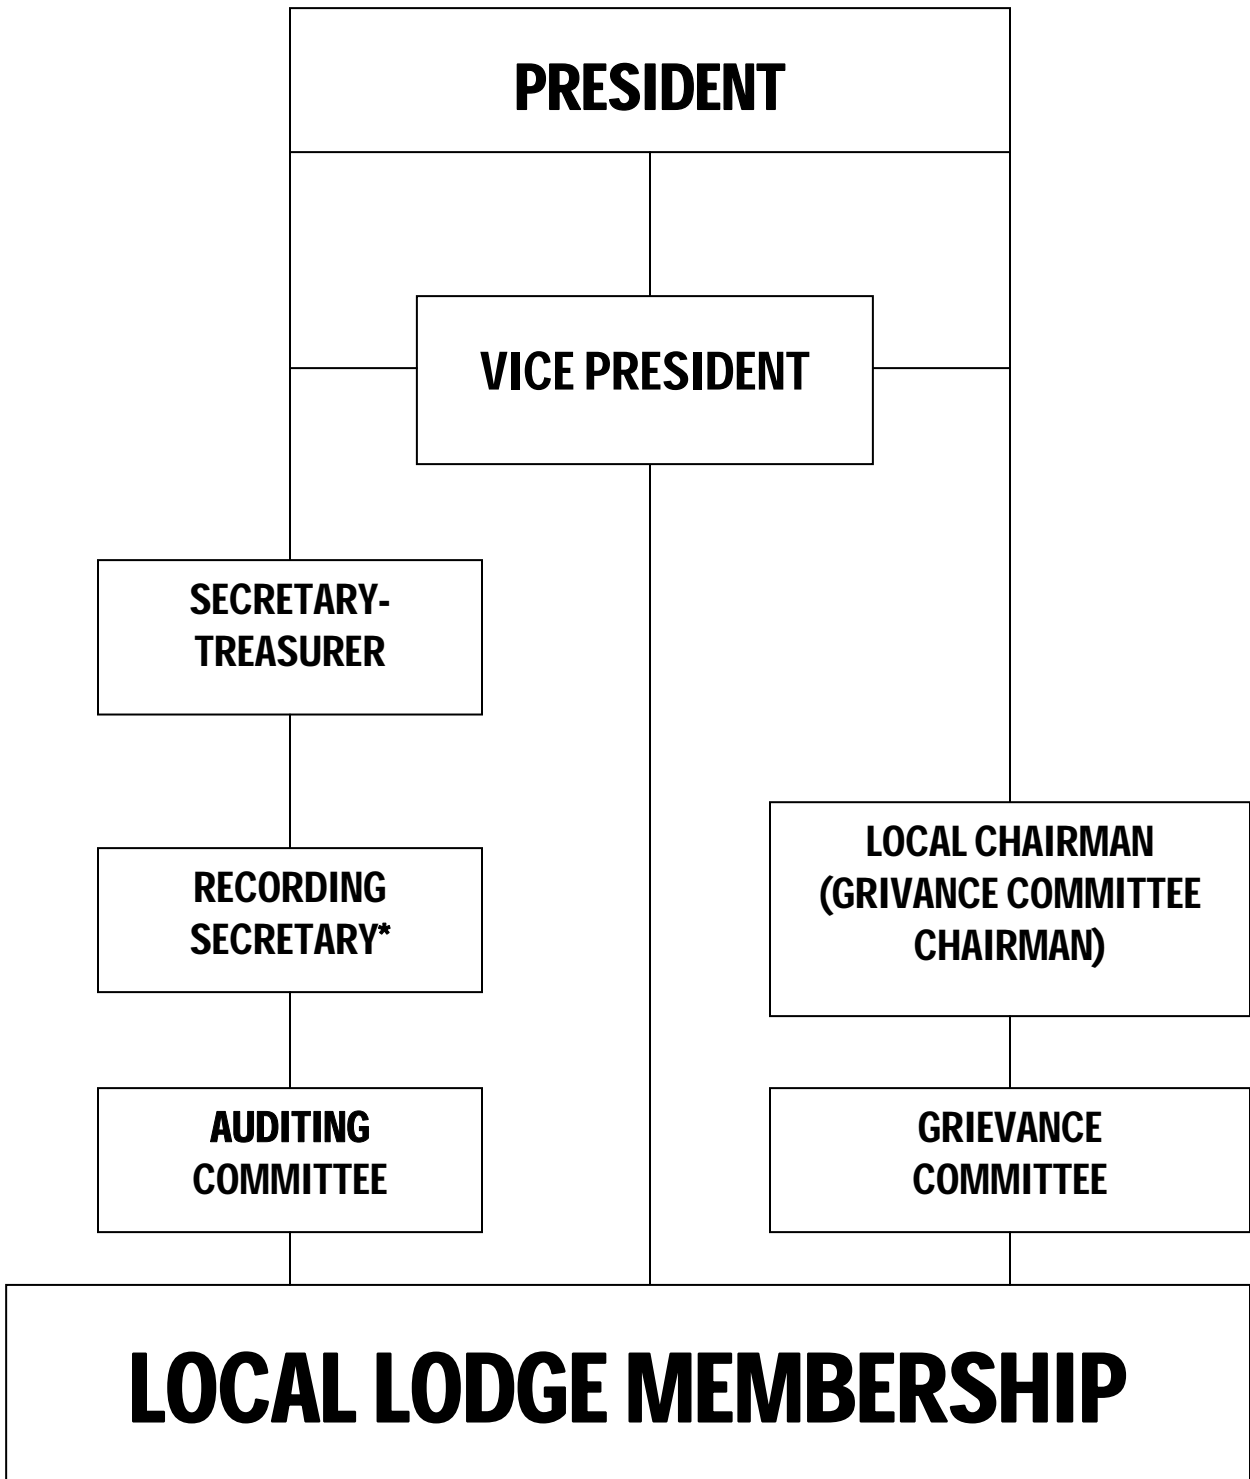 PRESIDENT
VICE PRESIDENT
SECRETARY-
TREASURER
RECORDING
SECRETARY*
AUDITING
COMMITTEE
LOCAL CHAIRMAN
(GRIVANCE COMMITTEE
CHAIRMAN)
GRIEVANCE
COMMITTEE
LOCAL LODGE MEMBERSHIP